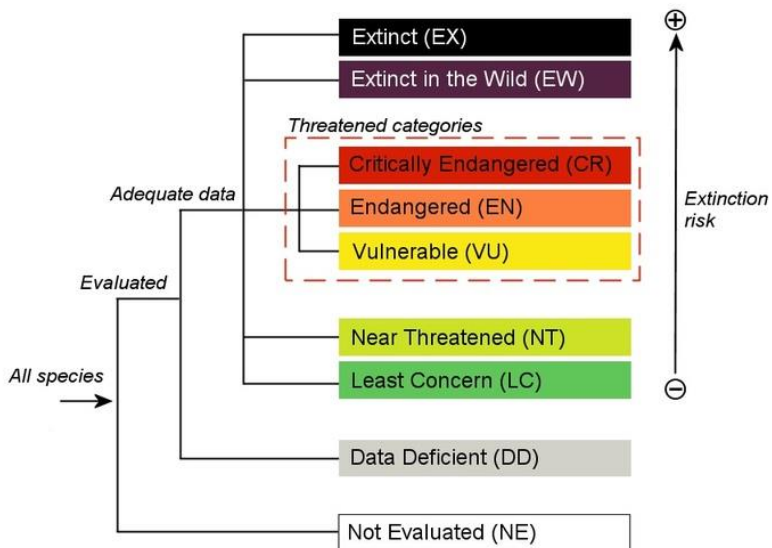 Extinct (EX)
Extinct in the Wild (EW)
Threatened categories
Critically Endangered (CR)
Adequate data
Endangered (EN)
Extinction
risk
Vulnerable (VU)
Evaluated
Near Threatened (NT)
All species
Least Concern (LC)
Data Deficient (DD)
Not Evaluated (NE)